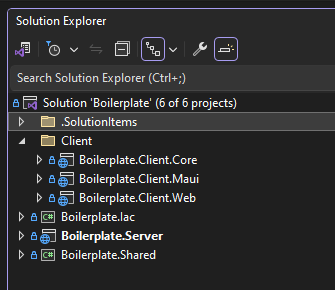 Solution Explorer
Search Solution Explorer (Ctrl+;)
Solution 'Boilerplate' (6 of 6 projects)
.SolutionItems
Client
Boilerplate.Client.Core
Boilerplate.Client.Maui
Boilerplate.Client.Web
C# Boilerplate.Iac
Boilerplate.Server
C# Boilerplate.Shared